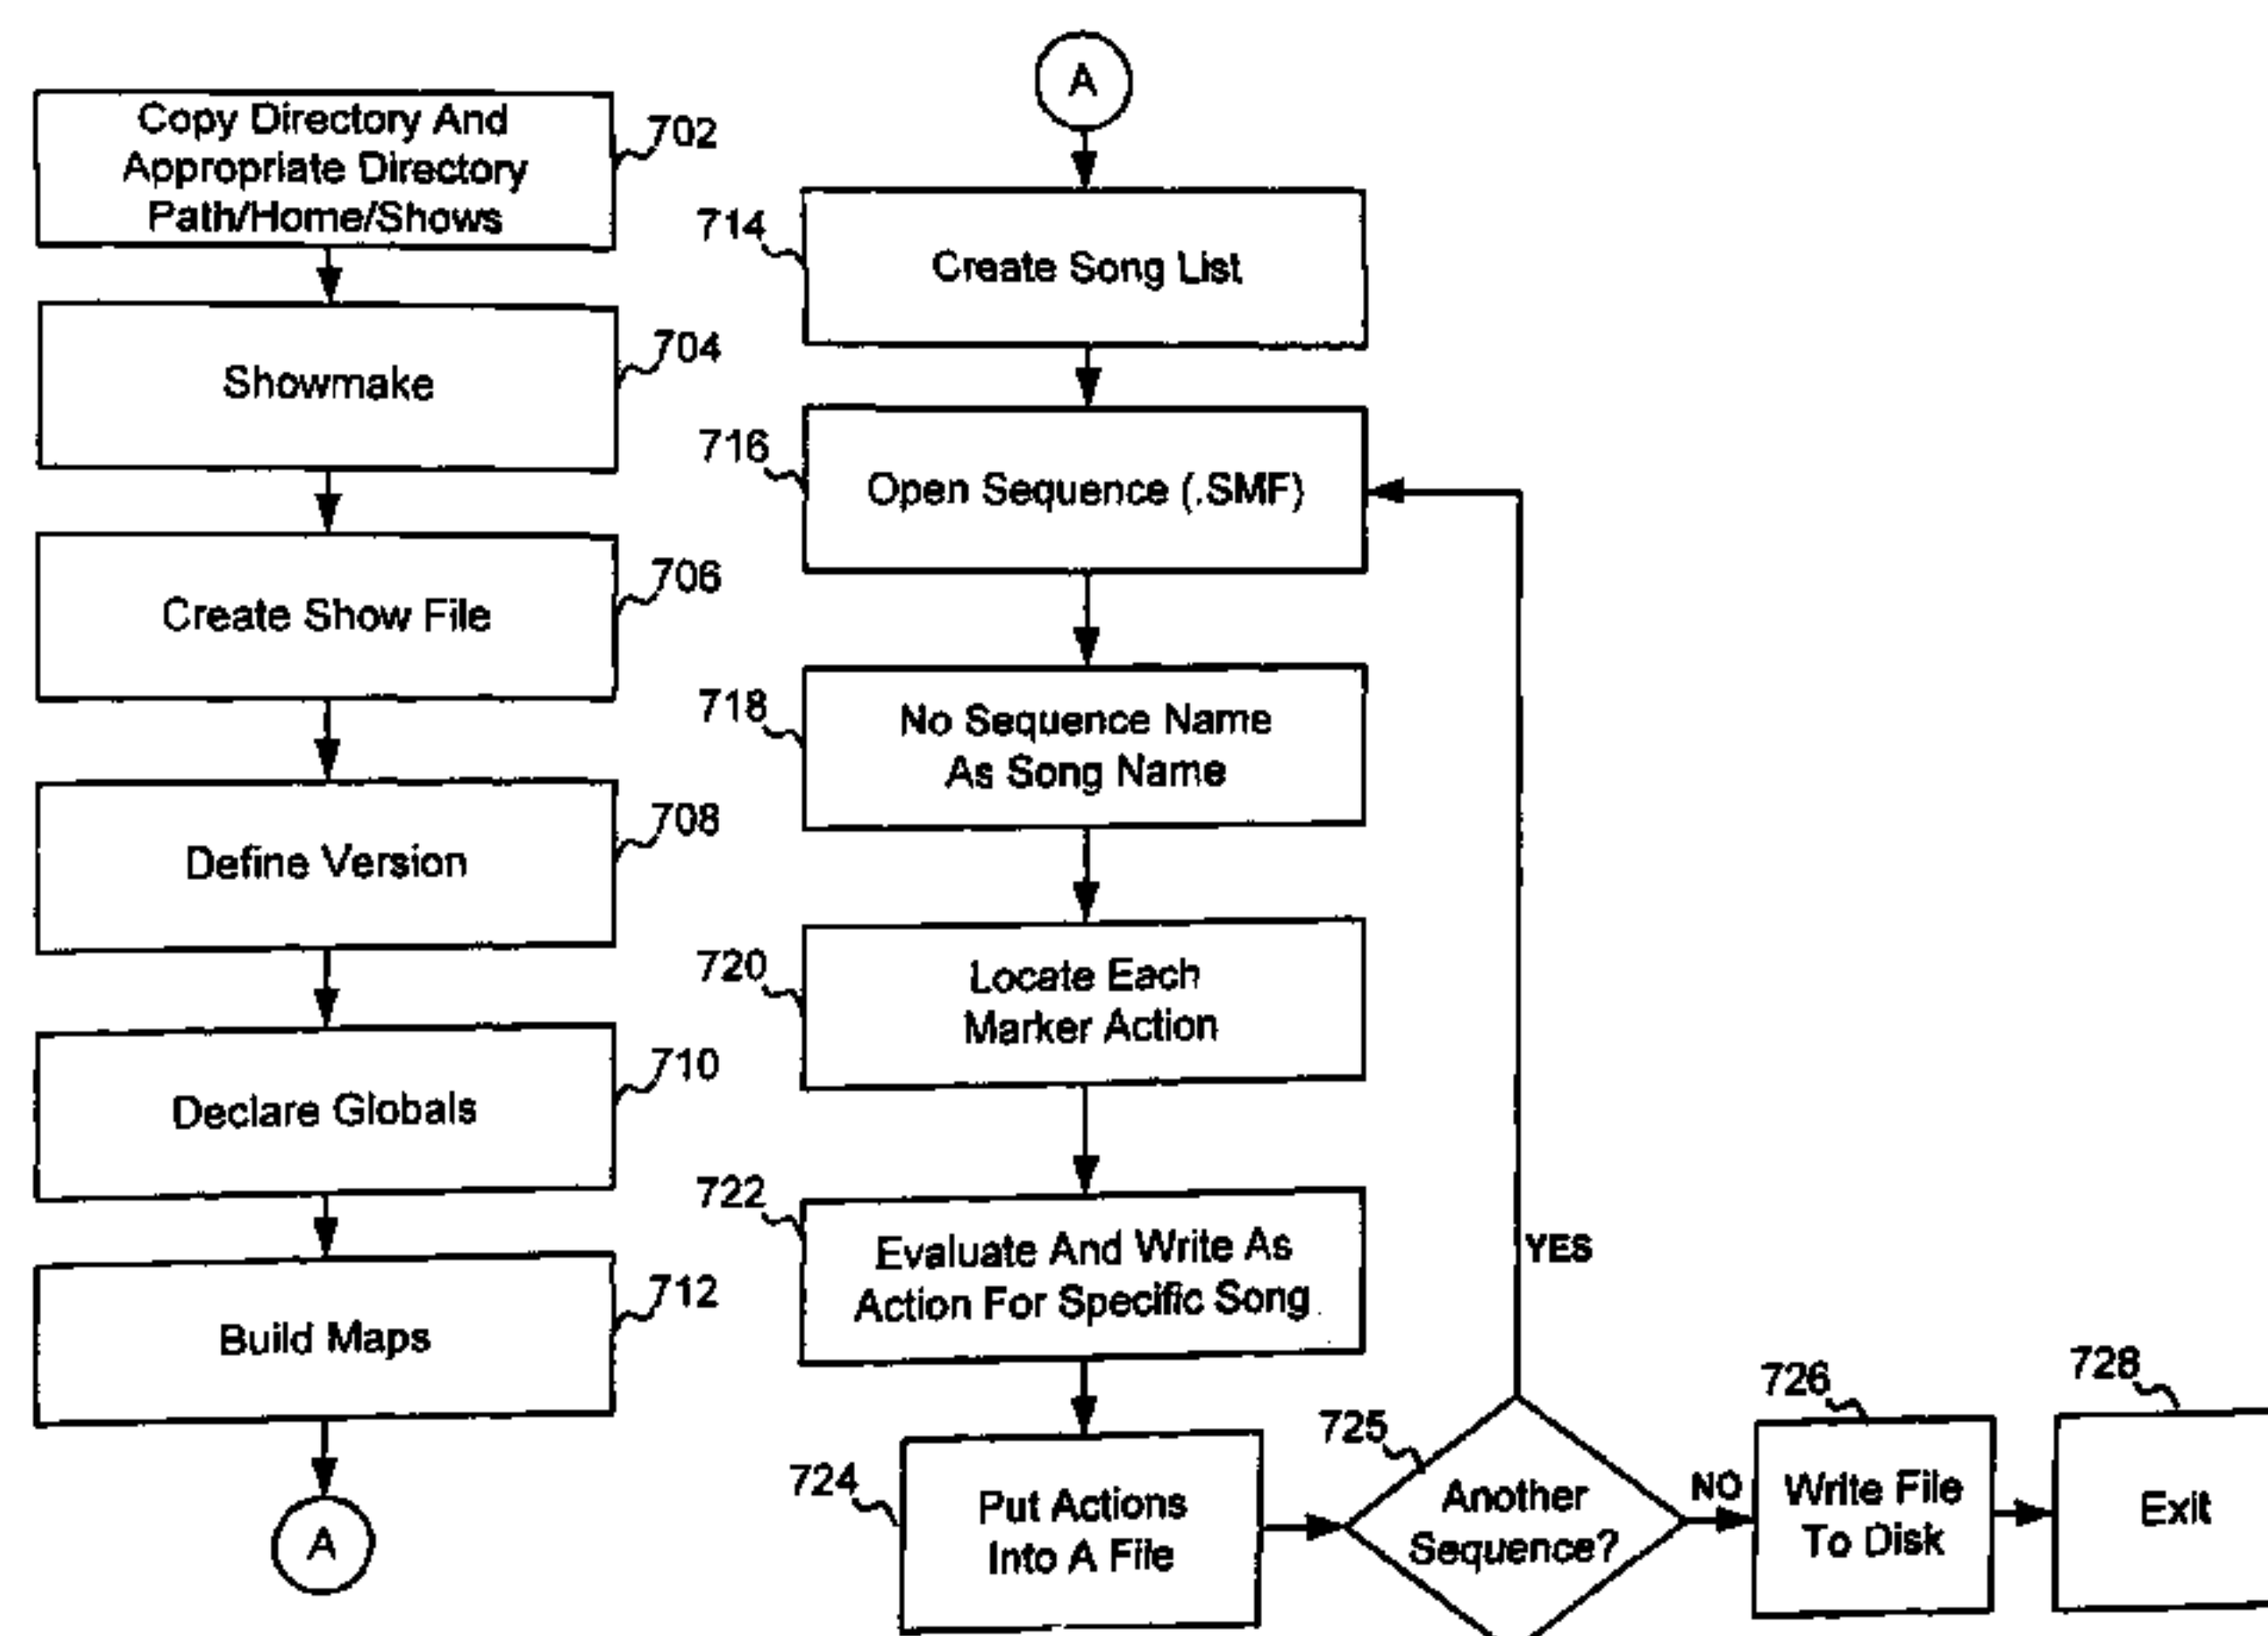 Copy Directory And
Appropriate Directory
Path/Home/Shows
702
Showmake
704
Create Show File
706
Define Version
708
Declare Globals
710
Build Maps
712
A
A
714
Create Song List
716
Open Sequence (.SMF)
718
No Sequence Name
As Song Name
720
Locate Each
Marker Action
722
Evaluate And Write As
Action For Specific Song
724
Put Actions
Into A File
725
Another
Sequence?
YES
NO
726
Write File
To Disk
728
Exit